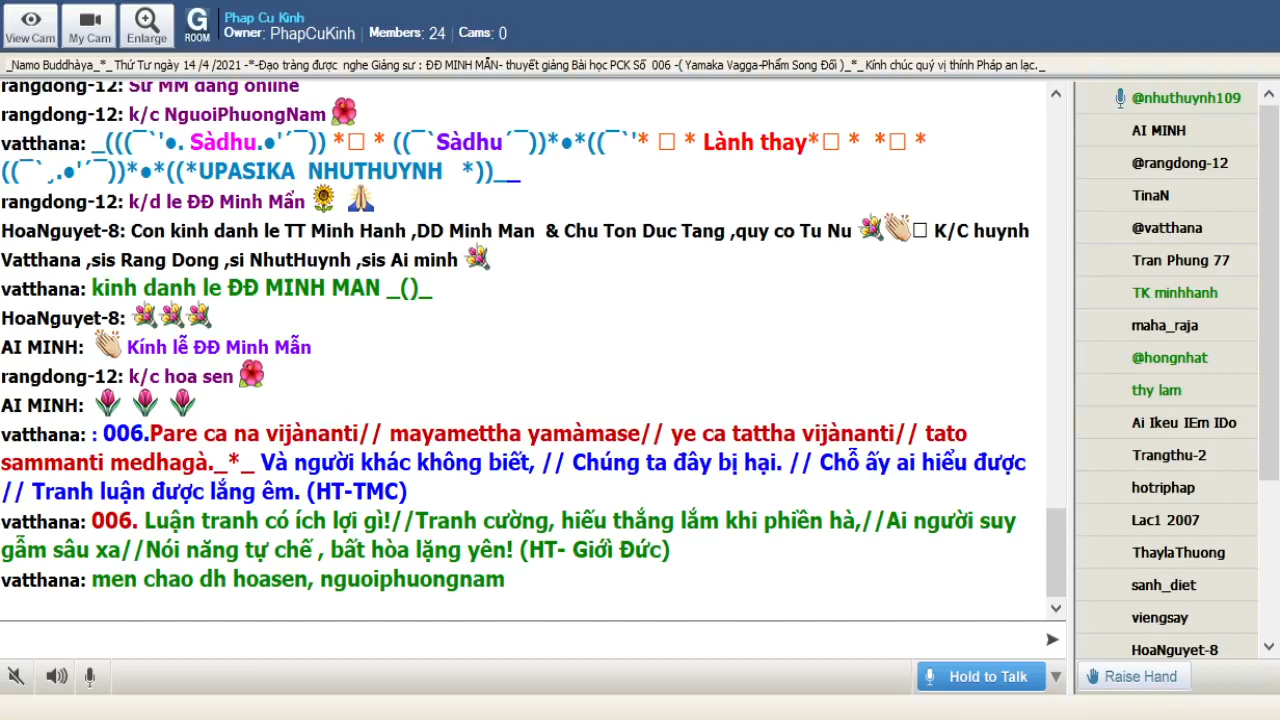 View Cam
My Cam
Enlarge
G
ROOM
Phap Cu Kinh
Owner: PhapCuKinh | Members: 24 | Cams: 0
_Namo Buddhàya_*_ Thứ Tư ngày 14 /4 /2021 -*-Đạo tràng được nghe Giảng sư : ĐĐ MINH MẪN- thuyết giảng Bài học PCK Số 006 -( Yamaka Vagga-Phẩm Song Đối )_*_ Kính chúc quý vị thính Pháp an lạc._
rangdong-12: Sư MM đang online
rangdong-12: k/c NguoiPhuongNam
vatthana: _(((¯`'•. Sàdhu.•'´¯)) *□ * ((¯`Sàdhu´¯))*•*((¯`'* □ * Lành thay*□ * *□ *
((¯`¸.•'´¯))*•*((*UPASIKA NHUTHUYNH *))__
rangdong-12: k/d le ĐĐ Minh Mẩn
HoaNguyet-8: Con kinh danh le TT Minh Hanh ,DD Minh Man & Chu Ton Duc Tang ,quy co Tu Nu □ K/C huynh
Vatthana ,sis Rang Dong ,si NhutHuynh ,sis Ai minh
vatthana: kinh danh le ĐĐ MINH MAN _()_
HoaNguyet-8:
AI MINH: Kính lễ ĐĐ Minh Mẫn
rangdong-12: k/c hoa sen
AI MINH:
vatthana: : 006.Pare ca na vijànanti// mayamettha yamàmase// ye ca tattha vijànanti// tato
sammanti medhagà._*_ Và người khác không biết, // Chúng ta đây bị hại. // Chỗ ấy ai hiểu được
// Tranh luận được lắng êm. (HT-TMC)
vatthana: 006. Luận tranh có ích lợi gì!//Tranh cường, hiếu thắng lắm khi phiền hà,//Ai người suy
gẫm sâu xa//Nói năng tự chế , bất hòa lặng yên! (HT- Giới Đức)
vatthana: men chao dh hoasen, nguoiphuongnam
@nhuthuynh109
AI MINH
@rangdong-12
TinaN
@vatthana
Tran Phung 77
TK minhhanh
maha_raja
@hongnhat
thy lam
Ai Ikeu IEm IDo
Trangthu-2
hotriphap
Lac1 2007
ThaylaThuong
sanh_diet
viengsay
HoaNguyet-8
Hold to Talk
Raise Hand